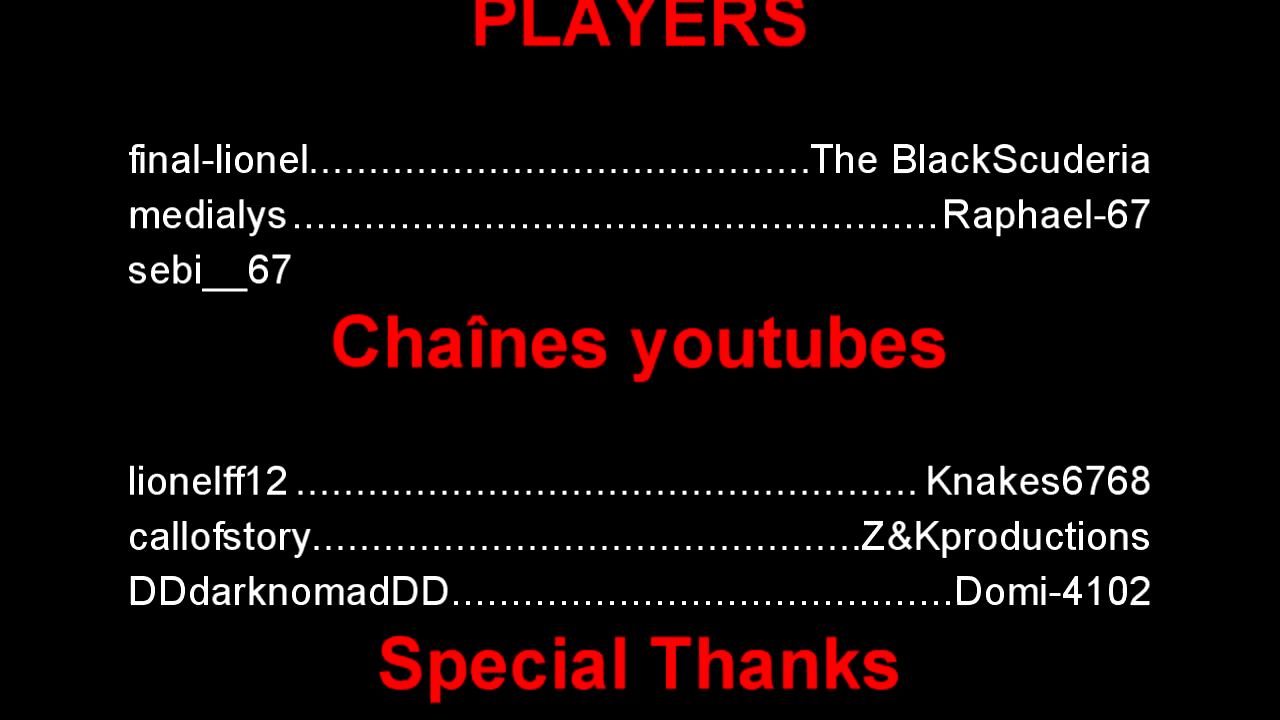 PLAYERS
final-lionel.........................................The BlackScuderia
medialys.....................................................Raphael-67
sebi__67
Chaînes youtubes
lionelff12................................................... Knakes6768
callofstory.............................................Z&Kproductions
DDdarknomadDD.........................................Domi-4102
Special Thanks